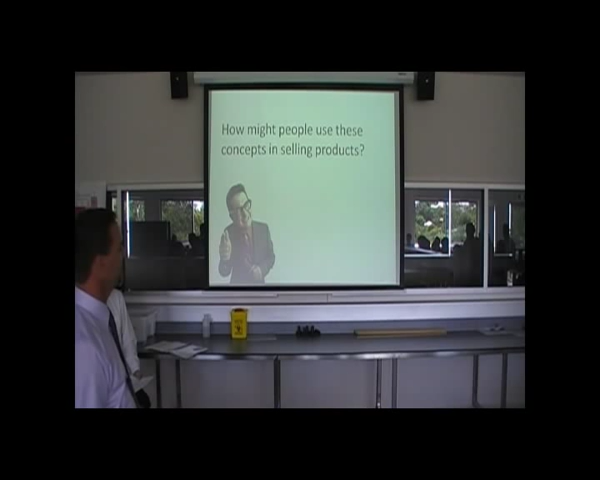 How might people use these
concepts in selling products?